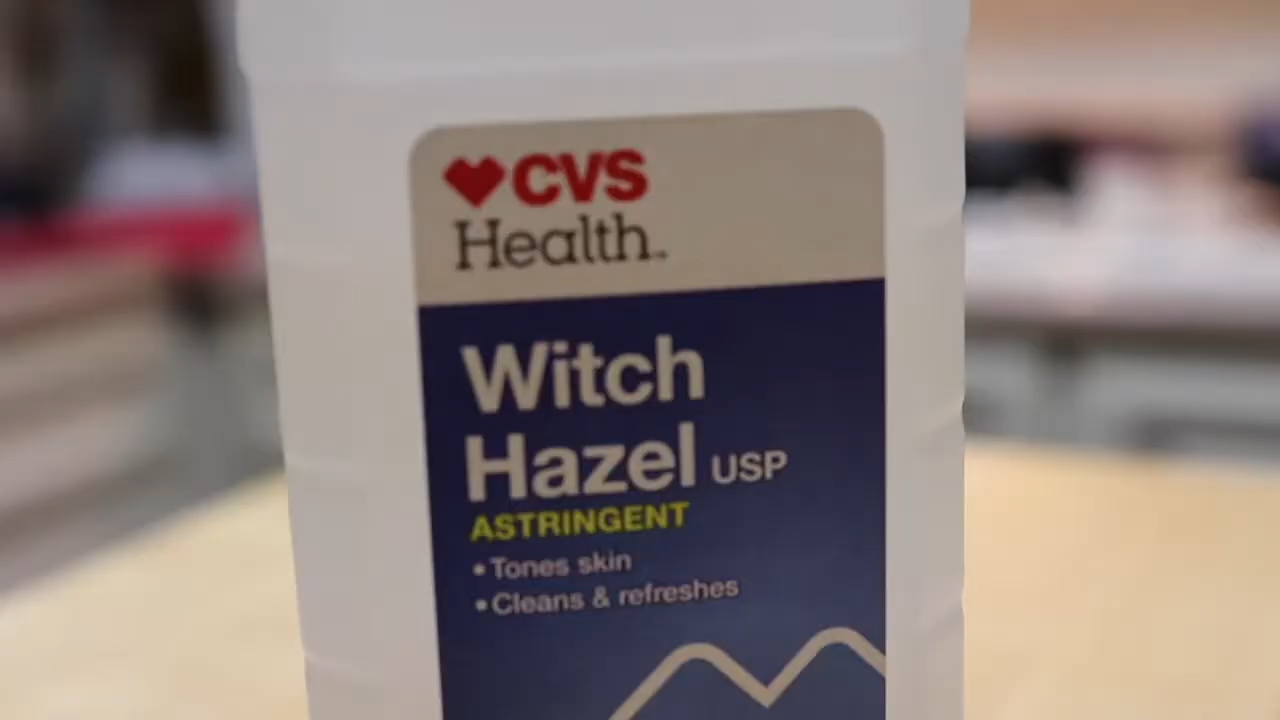 CVS
Health.
Witch
Hazel USP
ASTRINGENT
• Tones skin
• Cleans & refreshes